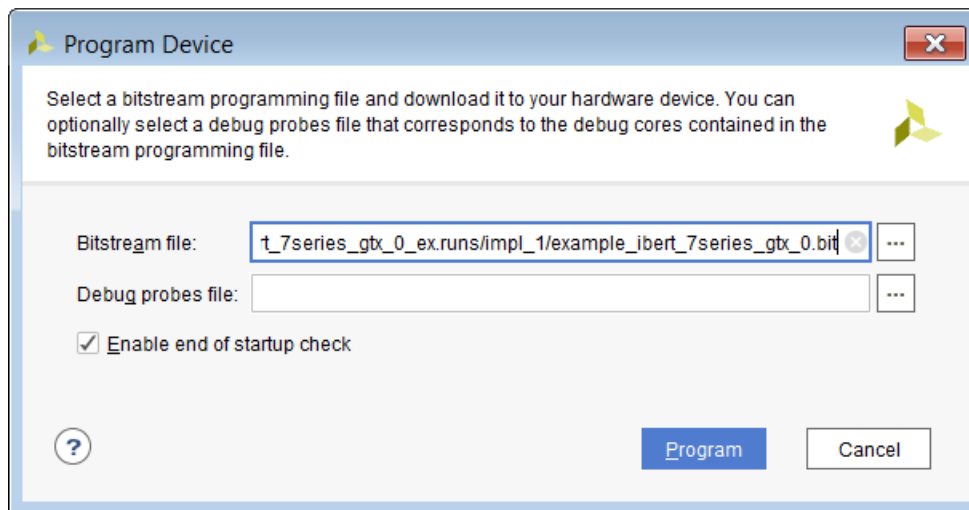 Program Device
Select a bitstream programming file and download it to your hardware device. You can
optionally select a debug probes file that corresponds to the debug cores contained in the
bitstream programming file.
Bitstream file: t_7series_gtx_0_ex.runs/impl_1/example_ibert_7series_gtx_0.bit ...
Debug probes file: ...
Enable end of startup check
? Program Cancel